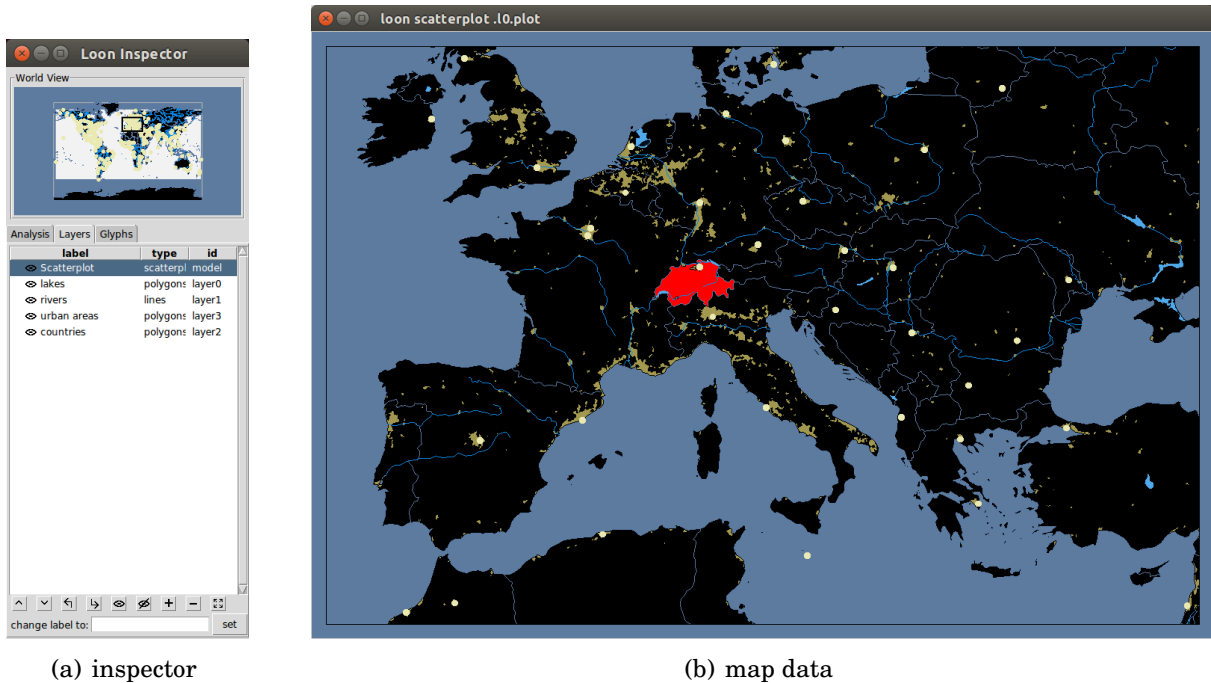 Loon Inspector
World View
Analysis Layers Glyphs
label type id
Scatterplot scatterpl model
lakes polygons layer0
rivers lines layer1
urban areas polygons layer3
countries polygons layer2
change label to: set
(a) inspector
loon scatterplot .l0.plot
(b) map data